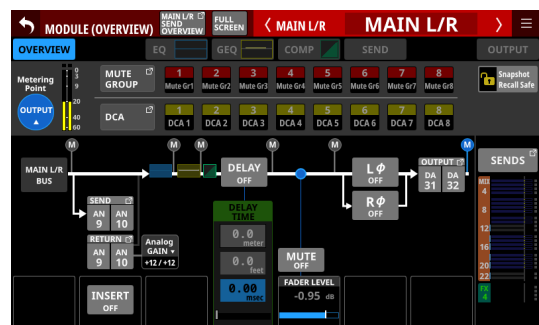 MODULE (OVERVIEW)
MAIN L/R
SEND
OVERVIEW
FULL
SCREEN
MAIN L/R
MAIN L/R
OVERVIEW
EQ
GEQ
COMP
SEND
OUTPUT
Metering
Point
OUTPUT
0
3
9
20
40
60
MUTE
GROUP
1 2 3 4 5 6 7 8
Mute Gr1 Mute Gr2 Mute Gr3 Mute Gr4 Mute Gr5 Mute Gr6 Mute Gr7 Mute Gr8
DCA
1 2 3 4 5 6 7 8
DCA 1 DCA 2 DCA 3 DCA 4 DCA 5 DCA 6 DCA 7 DCA 8
Snapshot
Recall Safe
M M M M M
MAIN L/R
BUS
DELAY
OFF
L Φ
OFF
R Φ
OFF
OUTPUT
DA DA
31 32
SENDS
MIX
4
8
12
16
20
22
FX
4
SEND
AN AN
9 10
RETURN
AN AN
9 10
Analog
GAIN
+12 / +12
INSERT
OFF
DELAY
TIME
0.0
meter
0.0
feet
0.00
msec
MUTE
OFF
FADER LEVEL
-0.95 dB